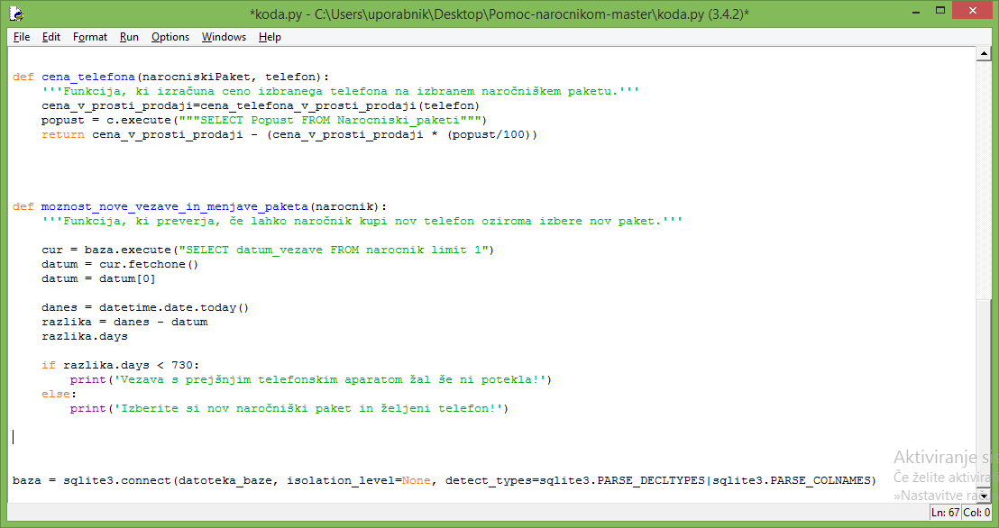 *koda.py - C:\Users\uporabnik\Desktop\Pomoc-narocnikom-master\koda.py (3.4.2)*
File Edit Format Run Options Windows Help
def cena_telefona(narocniskiPaket, telefon):
    '''Funkcija, ki izračuna ceno izbranega telefona na izbranem naročniškem paketu.'''
    cena_v_prosti_prodaji=cena_telefona_v_prosti_prodaji(telefon)
    popust = c.execute("""SELECT Popust FROM Narocniski_paketi""")
    return cena_v_prosti_prodaji - (cena_v_prosti_prodaji * (popust/100))
def moznost_nove_vezave_in_menjave_paketa(narocnik):
    '''Funkcija, ki preverja, če lahko naročnik kupi nov telefon oziroma izbere nov paket.'''
    cur = baza.execute("SELECT datum_vezave FROM narocnik limit 1")
    datum = cur.fetchone()
    datum = datum[0]
    danes = datetime.date.today()
    razlika = danes - datum
    razlika.days
    if razlika.days < 730:
        print('Vezava s prejšnjim telefonskim aparatom žal še ni potekla!')
    else:
        print('Izberite si nov naročniški paket in željeni telefon!')
baza = sqlite3.connect(datoteka_baze, isolation_level=None, detect_types=sqlite3.PARSE_DECLTYPES|sqlite3.PARSE_COLNAMES)
Aktiviranje
Če želite
»Nastavitve
Ln: 67 Col: 0